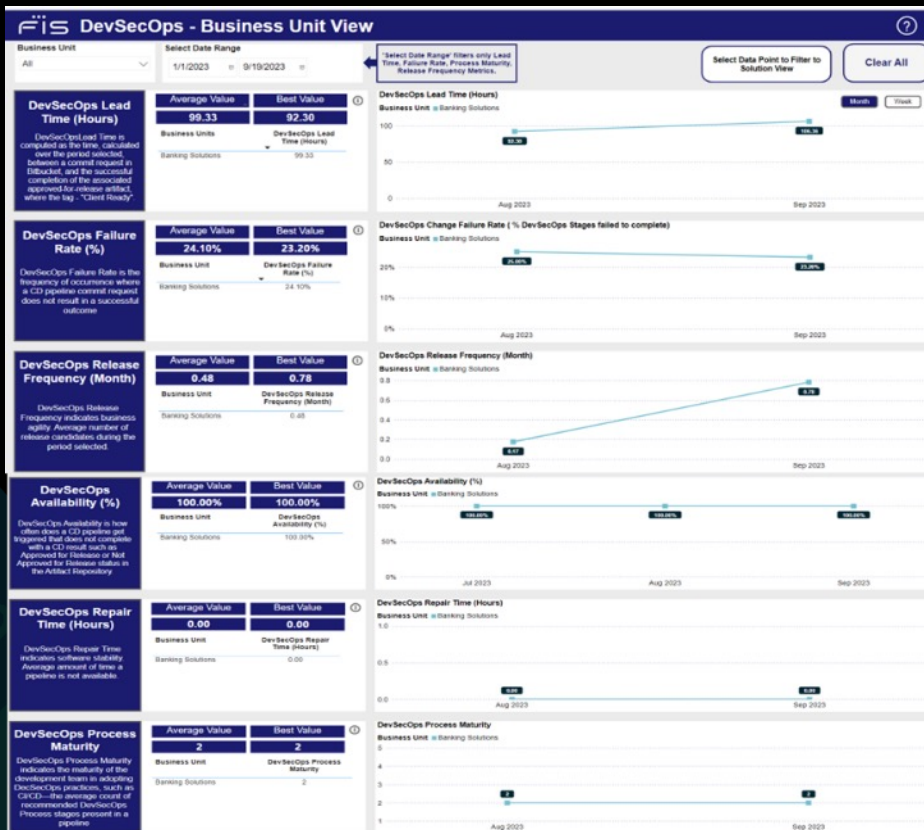 FIS DevSecOps - Business Unit View
?
Business Unit
All
Select Date Range
1/1/2023
9/19/2023
'Select Date Range' filters only Lead
Time, Failure Rate, Process Maturity,
Release Frequency Metrics.
Select Data Point to Filter to
Solution View
Clear All
DevSecOps Lead
Time (Hours)
DevSecOpsLead Time is
computed as the time, calculated
over the period selected,
between a commit request in
Bitbucket, and the successful
completion of the associated
approved-for-release artifact,
where the tag - "Client Ready".
Average Value
Best Value
99.33
92.30
Business Units
DevSecOps Lead
Time (Hours)
Banking Solutions
99.33
DevSecOps Lead Time (Hours)
Business Unit Banking Solutions
Month
Week
100
50
0
92.30
106.36
Aug 2023
Sep 2023
DevSecOps Failure
Rate (%)
DevSecOps Failure Rate is the
frequency of occurrence where
a CD pipeline commit request
does not result in a successful
outcome
Average Value
Best Value
24.10%
23.20%
Business Unit
DevSecOps Failure
Rate (%)
Banking Solutions
24.10%
DevSecOps Change Failure Rate ( % DevSecOps Stages failed to complete)
Business Unit Banking Solutions
20%
10%
0%
25.00%
23.20%
Aug 2023
Sep 2023
DevSecOps Release
Frequency (Month)
DevSecOps Release
Frequency indicates business
agility. Average number of
release candidates during the
period selected.
Average Value
Best Value
0.48
0.78
Business Unit
DevSecOps Release
Frequency (Month)
Banking Solutions
0.48
DevSecOps Release Frequency (Month)
Business Unit Banking Solutions
0.8
0.6
0.4
0.2
0.0
0.17
0.78
Aug 2023
Sep 2023
DevSecOps
Availability (%)
DevSecOps Availability is how
often does a CD pipeline get
triggered that does not complete
with a CD result such as
Approved for Release or Not
Approved for Release status in
the Artifact Repository
Average Value
Best Value
100.00%
100.00%
Business Unit
DevSecOps
Availability (%)
Banking Solutions
100.00%
DevSecOps Availability (%)
Business Unit Banking Solutions
100%
50%
0%
100.00%
100.00%
100.00%
Jul 2023
Aug 2023
Sep 2023
DevSecOps Repair
Time (Hours)
DevSecOps Repair Time
indicates software stability.
Average amount of time a
pipeline is not available.
Average Value
Best Value
0.00
0.00
Business Unit
DevSecOps Repair
Time (Hours)
Banking Solutions
0.00
DevSecOps Repair Time (Hours)
Business Unit Banking Solutions
1.0
0.5
0.0
0.00
0.00
Aug 2023
Sep 2023
DevSecOps Process
Maturity
DevSecOps Process Maturity
indicates the maturity of the
development team in adopting
DecSecOps practices, such as
CI/CD—the average count of
recommended DevSecOps
Process stages present in a
pipeline
Average Value
Best Value
2
2
Business Unit
DevSecOps Process
Maturity
Banking Solutions
2
DevSecOps Process Maturity
Business Unit Banking Solutions
5
4
3
2
1
2
2
Aug 2023
Sep 2023